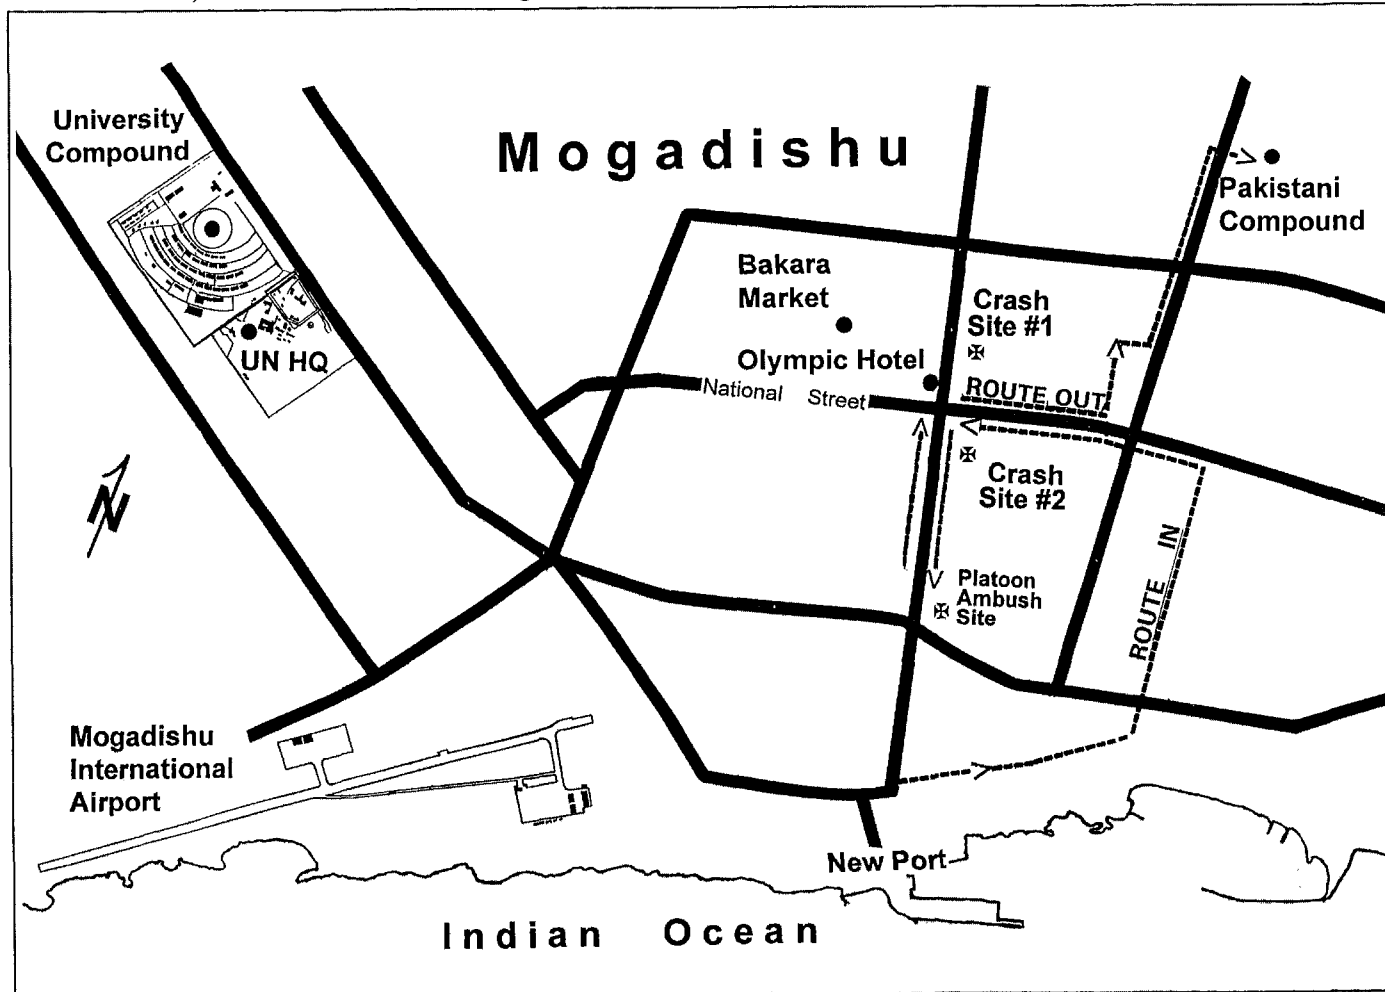 Mogadishu
University
Compound
Pakistani
Compound
Bakara
Market
Crash
Site #1
UN HQ
Olympic Hotel
National Street
ROUTE OUT
Crash
Site #2
N
ROUTE IN
Platoon
Ambush
Site
Mogadishu
International
Airport
New Port
Indian Ocean